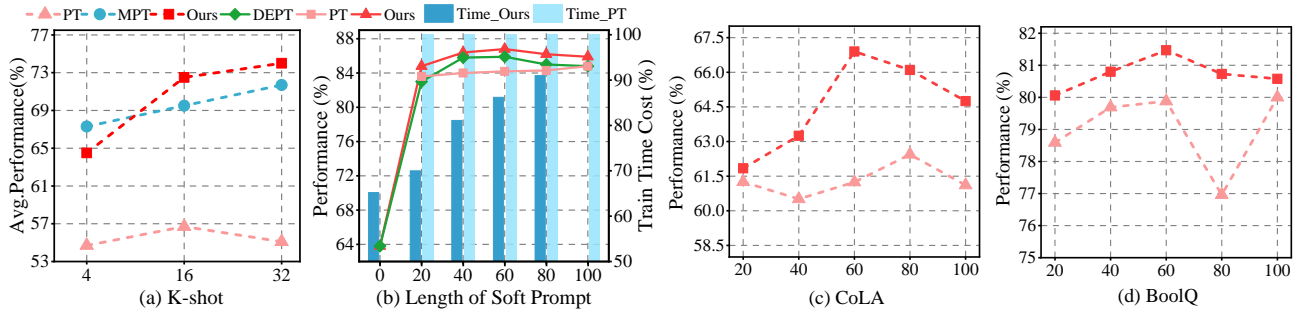 PT MPT Ours DEPT PT Ours Time_Ours Time_PT
Avg.Performance(%)
77
73
69
65
61
57
53
4 16 32
(a) K-shot
Performance (%)
88
84
80
76
72
68
64
0 20 40 60 80 100
100
90
80
70
60
50
Train Time Cost (%)
(b) Length of Soft Prompt
Performance (%)
67.5
66.0
64.5
63.0
61.5
60.0
58.5
20 40 60 80 100
(c) CoLA
Performance (%)
82
81
80
79
78
77
76
75
20 40 60 80 100
(d) BoolQ